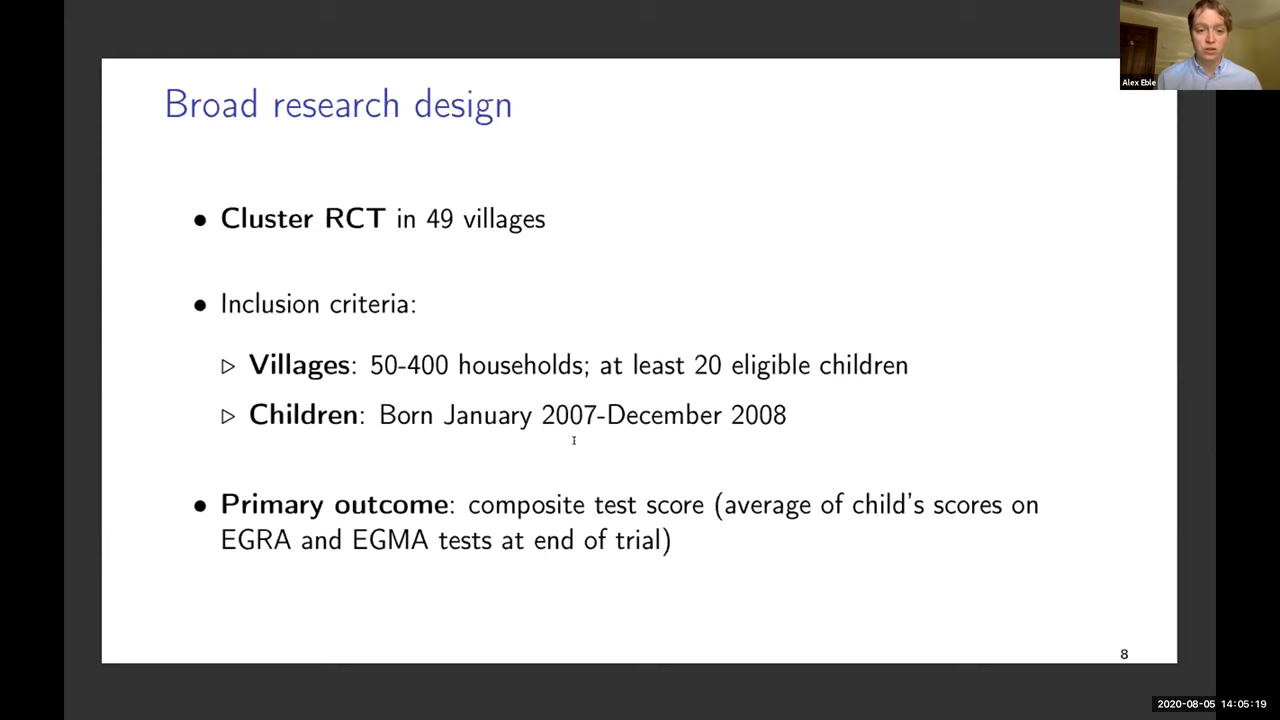 Alex Eble
Broad research design
• Cluster RCT in 49 villages
• Inclusion criteria:
▷ Villages: 50-400 households; at least 20 eligible children
▷ Children: Born January 2007-December 2008
• Primary outcome: composite test score (average of child's scores on
EGRA and EGMA tests at end of trial)
8
2020-08-05 14:05:19